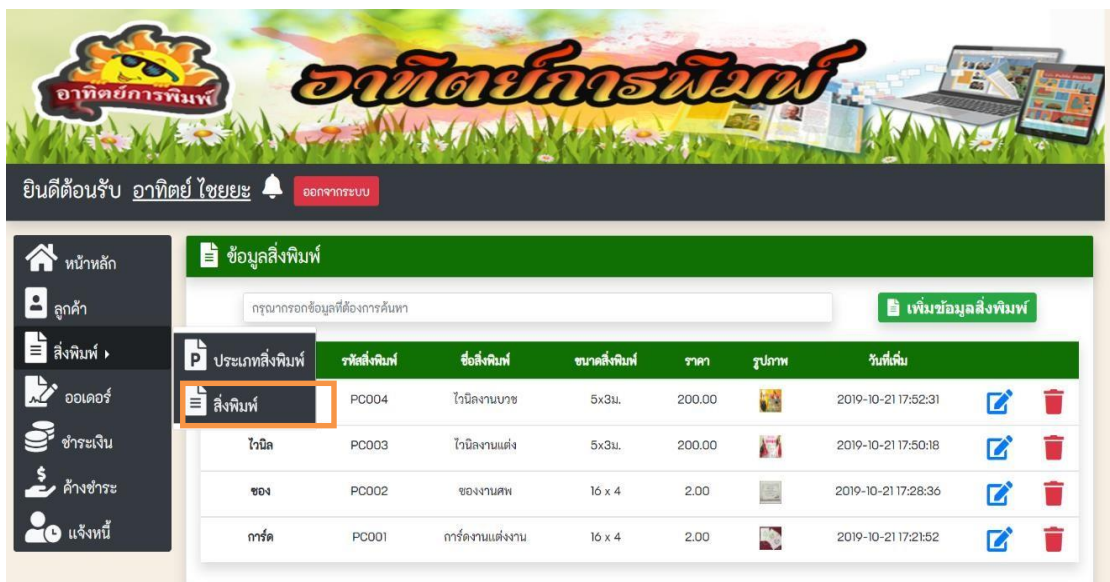 อาทิตย์การพิมพ์
อาทิตย์การพิมพ์
ยินดีต้อนรับ อาทิตย์ ไชยยะ ออกจากระบบ
หน้าหลัก
ลูกค้า
สิ่งพิมพ์
ออเดอร์
ชำระเงิน
ค้างชำระ
แจ้งหนี้
ประเภทสิ่งพิมพ์
สิ่งพิมพ์
ข้อมูลสิ่งพิมพ์
กรุณากรอกข้อมูลที่ต้องการค้นหา เพิ่มข้อมูลสิ่งพิมพ์
รหัสสิ่งพิมพ์ ชื่อสิ่งพิมพ์ ขนาดสิ่งพิมพ์ ราคา รูปภาพ วันที่เพิ่ม
PC004 ไวนิลงานบวช 5x3ม. 200.00 2019-10-21 17:52:31
ไวนิล PC003 ไวนิลงานแต่ง 5x3ม. 200.00 2019-10-21 17:50:18
ซอง PC002 ซองงานศพ 16 x 4 2.00 2019-10-21 17:28:36
การ์ด PC001 การ์ดงานแต่งงาน 16 x 4 2.00 2019-10-21 17:21:52